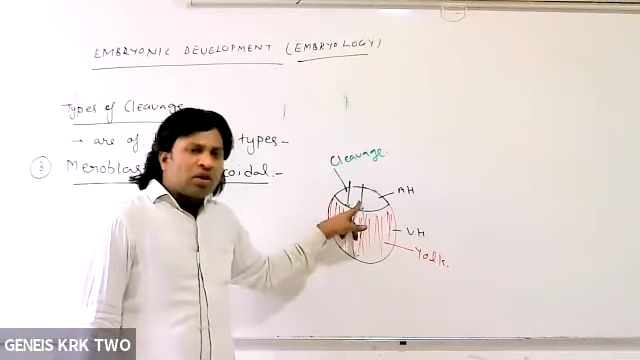 EMBRYONIC DEVELOPMENT (EMBRYOLOGY)
Types of Cleavage
→ are of types-
③ Meroblas coidal.-
Cleavage.
AH
VH
Yolk.
GENEIS KRK TWO